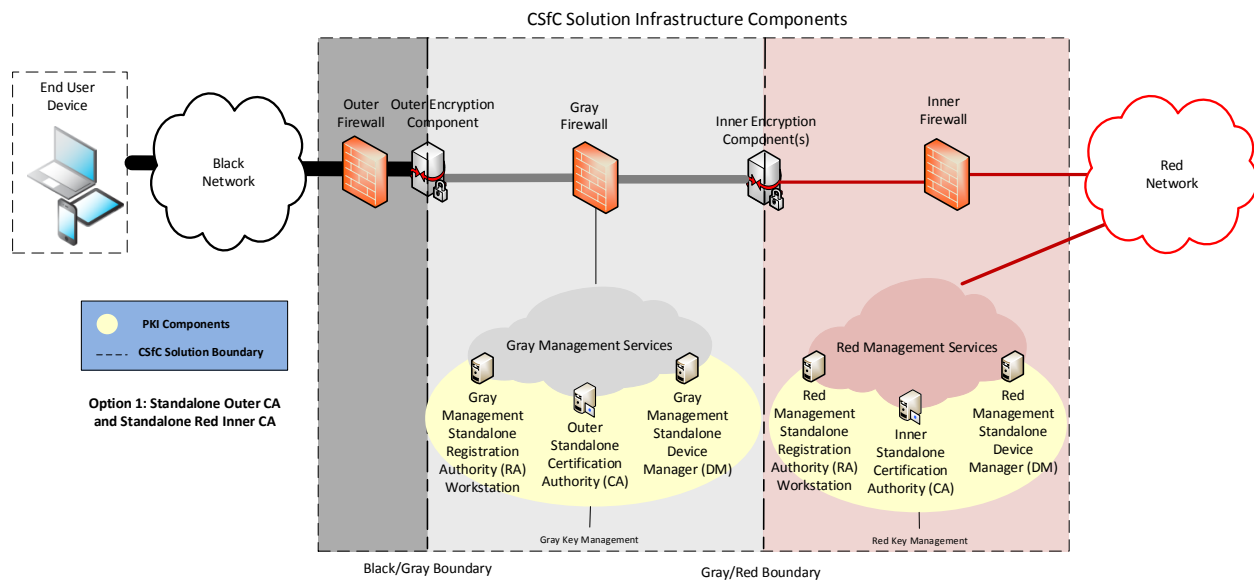 CSfC Solution Infrastructure Components
End User
Device
Black
Network
Outer
Firewall
Outer Encryption
Component
Gray
Firewall
Inner Encryption
Component(s)
Inner
Firewall
Red
Network
PKI Components
CSfC Solution Boundary
Option 1: Standalone Outer CA
and Standalone Red Inner CA
Gray Management Services
Gray
Management
Standalone
Registration
Authority (RA)
Workstation
Outer
Standalone
Certification
Authority (CA)
Gray
Management
Standalone
Device
Manager (DM)
Gray Key Management
Red Management Services
Red
Management
Standalone
Registration
Authority (RA)
Workstation
Inner
Standalone
Certification
Authority (CA)
Red
Management
Standalone
Device
Manager (DM)
Red Key Management
Black/Gray Boundary
Gray/Red Boundary